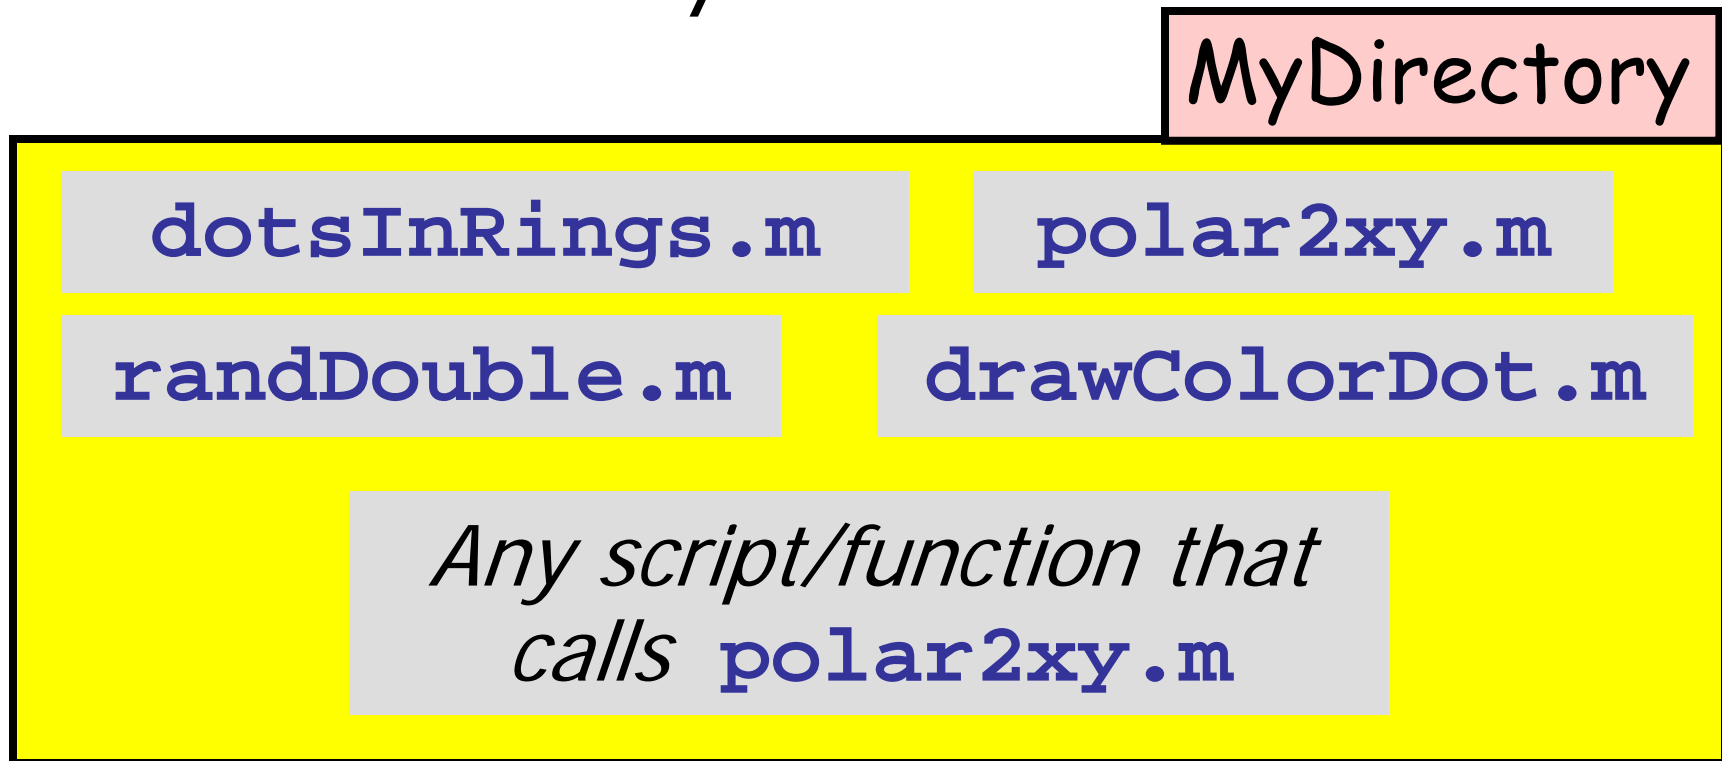 MyDirectory
dotsInRings.m polar2xy.m
randDouble.m drawColorDot.m
Any script/function that
calls polar2xy.m